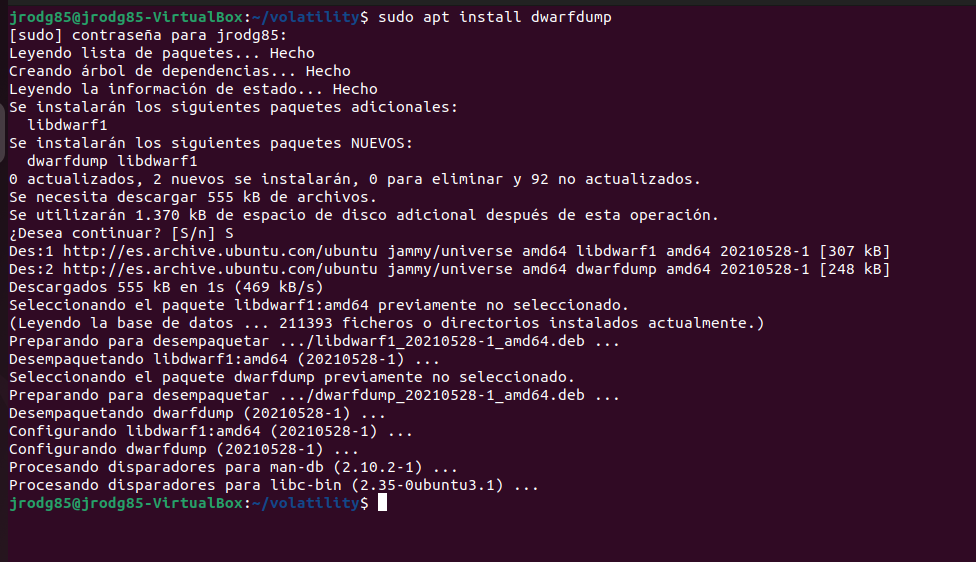 jrodg85@jrodg85-VirtualBox:~/volatility$ sudo apt install dwarfdump
[sudo] contraseña para jrodg85:
Leyendo lista de paquetes... Hecho
Creando árbol de dependencias... Hecho
Leyendo la información de estado... Hecho
Se instalarán los siguientes paquetes adicionales:
  libdwarf1
Se instalarán los siguientes paquetes NUEVOS:
  dwarfdump libdwarf1
0 actualizados, 2 nuevos se instalarán, 0 para eliminar y 92 no actualizados.
Se necesita descargar 555 kB de archivos.
Se utilizarán 1.370 kB de espacio de disco adicional después de esta operación.
¿Desea continuar? [S/n] S
Des:1 http://es.archive.ubuntu.com/ubuntu jammy/universe amd64 libdwarf1 amd64 20210528-1 [307 kB]
Des:2 http://es.archive.ubuntu.com/ubuntu jammy/universe amd64 dwarfdump amd64 20210528-1 [248 kB]
Descargados 555 kB en 1s (469 kB/s)
Seleccionando el paquete libdwarf1:amd64 previamente no seleccionado.
(Leyendo la base de datos ... 211393 ficheros o directorios instalados actualmente.)
Preparando para desempaquetar .../libdwarf1_20210528-1_amd64.deb ...
Desempaquetando libdwarf1:amd64 (20210528-1) ...
Seleccionando el paquete dwarfdump previamente no seleccionado.
Preparando para desempaquetar .../dwarfdump_20210528-1_amd64.deb ...
Desempaquetando dwarfdump (20210528-1) ...
Configurando libdwarf1:amd64 (20210528-1) ...
Configurando dwarfdump (20210528-1) ...
Procesando disparadores para man-db (2.10.2-1) ...
Procesando disparadores para libc-bin (2.35-0ubuntu3.1) ...
jrodg85@jrodg85-VirtualBox:~/volatility$